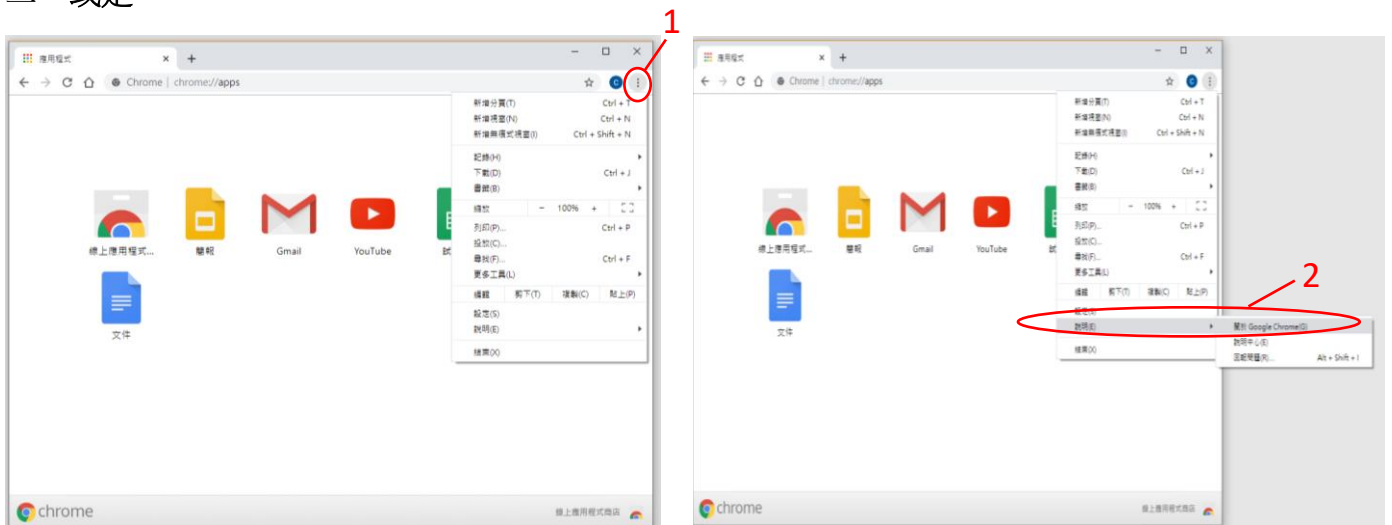 1
應用程式
Chrome | chrome://apps
新增分頁(T) Ctrl + T
新增視窗(N) Ctrl + N
新增無痕式視窗(I) Ctrl + Shift + N
記錄(H)
下載(D) Ctrl + J
書籤(B)
縮放 - 100% +
列印(P)... Ctrl + P
投放(C)...
尋找(F)... Ctrl + F
更多工具(L)
編輯 剪下(T) 複製(C) 貼上(P)
設定(S)
說明(E)
結束(X)
線上應用程式... 簡報 Gmail YouTube 試
文件
chrome
線上應用程式商店
應用程式
Chrome | chrome://apps
新增分頁(T) Ctrl + T
新增視窗(N) Ctrl + N
新增無痕式視窗(I) Ctrl + Shift + N
記錄(H)
下載(D) Ctrl + J
書籤(B)
縮放 - 100% +
列印(P)... Ctrl + P
投放(C)...
尋找(F)... Ctrl + F
更多工具(L)
編輯 剪下(T) 複製(C) 貼上(P)
設定(S)
說明(E)
結束(X)
2
關於 Google Chrome(G)
說明中心(E)
回報問題(R)... Alt + Shift + I
線上應用程式... 簡報 Gmail YouTube 試
文件
chrome
線上應用程式商店